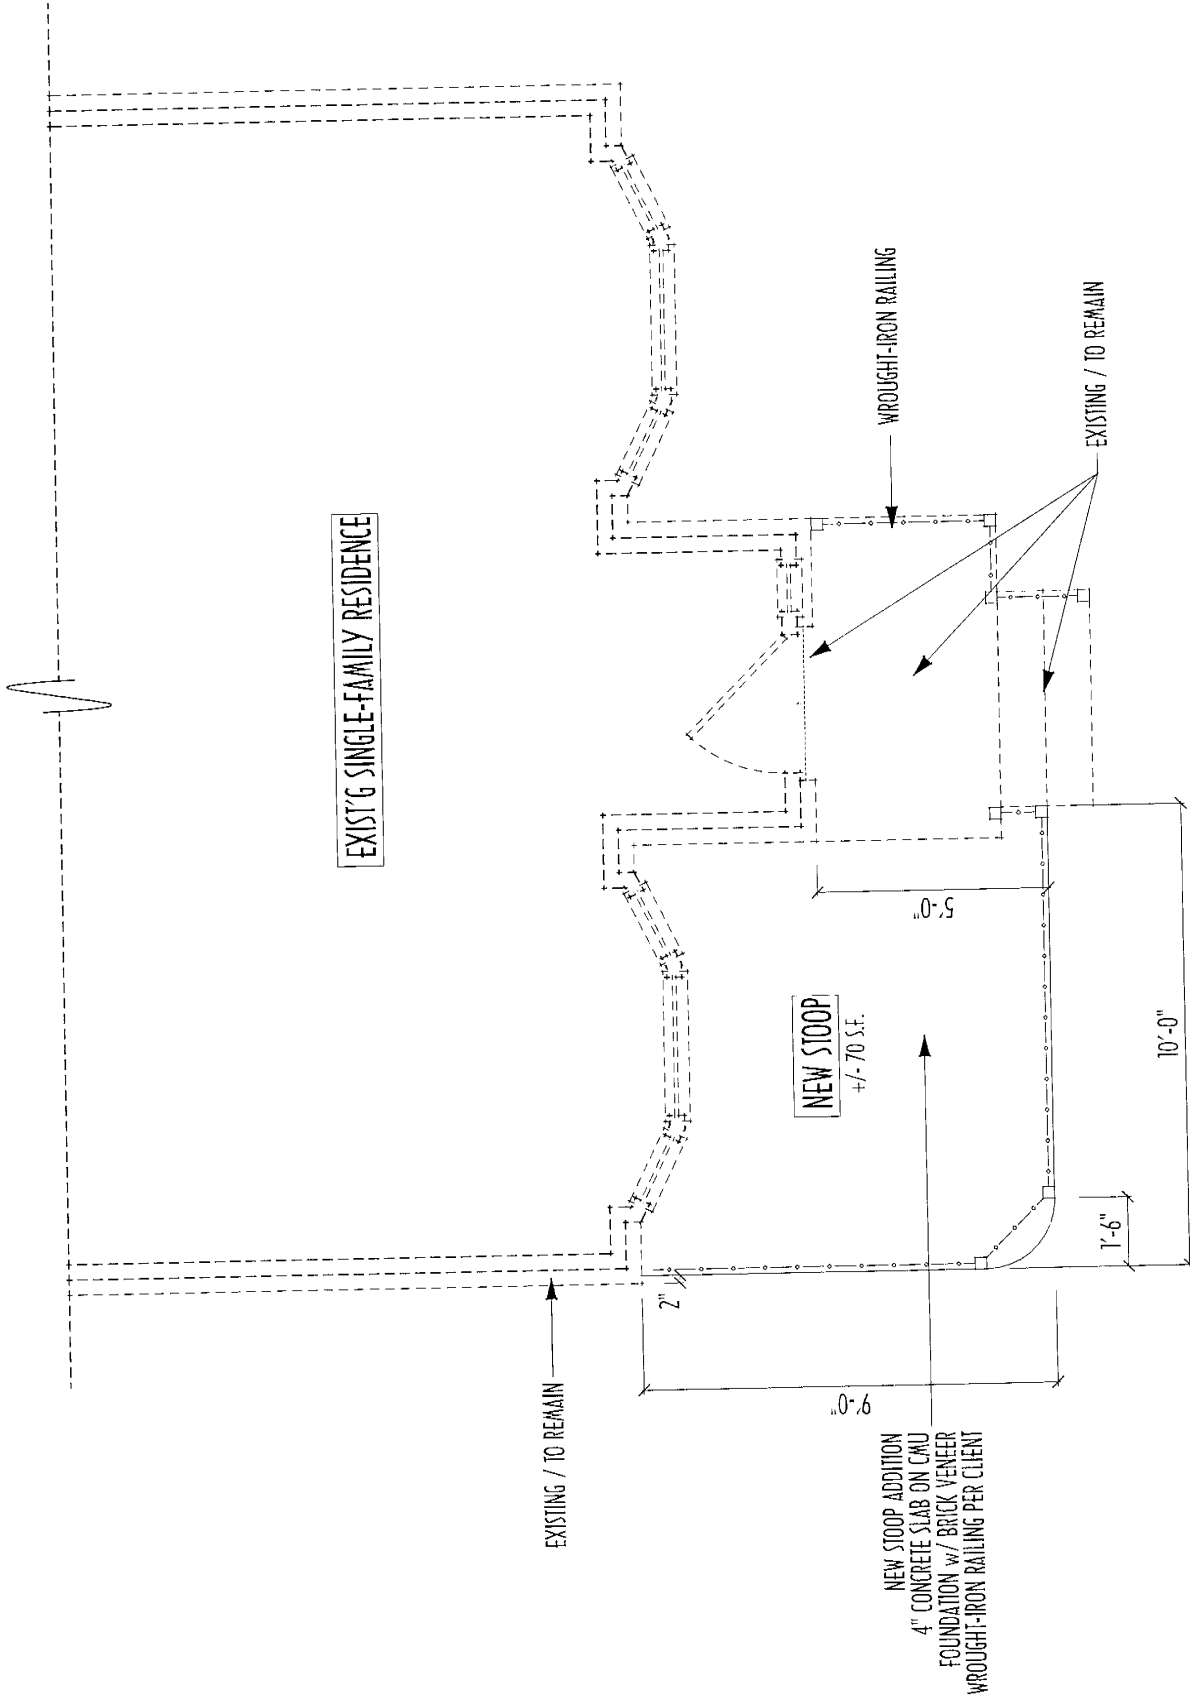 EXIST'G SINGLE-FAMILY RESIDENCE
WROUGHT-IRON RAILING
EXISTING / TO REMAIN
EXISTING / TO REMAIN
2"
NEW STOOP
+/- 70 S.F.
5'-0"
9'-0"
1'-6"
10'-0"
NEW STOOP ADDITION
4" CONCRETE SLAB ON CMU
FOUNDATION w/ BRICK VENEER
WROUGHT-IRON RAILING PER CLIENT